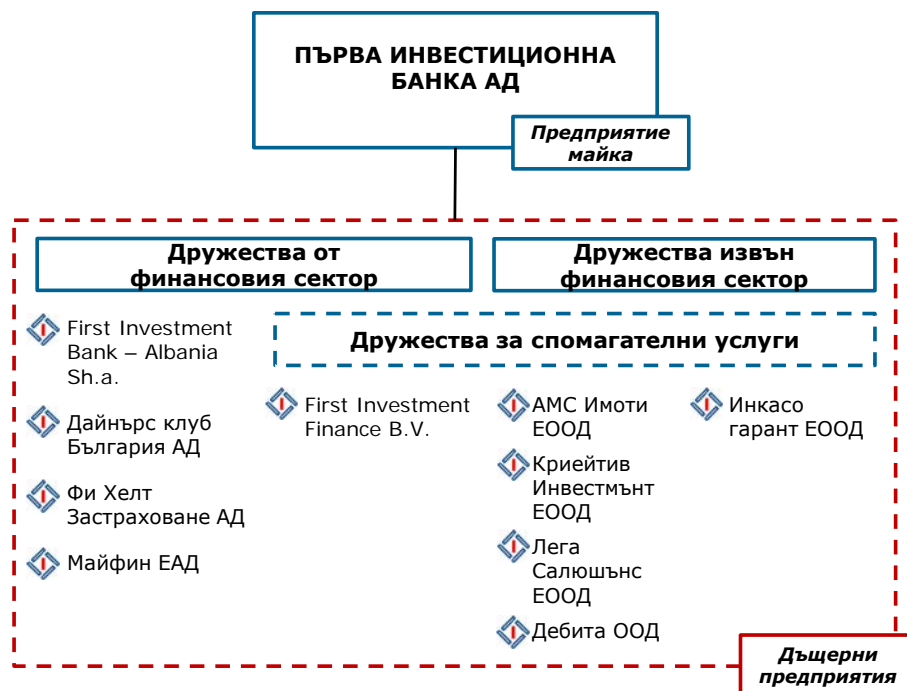 ПЪРВА ИНВЕСТИЦИОННА
БАНКА АД
Предприятие
майка
Дружества от
финансовия сектор
Дружества извън
финансовия сектор
First Investment
Bank – Albania
Sh.a.
Дайнърс клуб
България АД
Фи Хелт
Застраховане АД
Майфин ЕАД
Дружества за спомагателни услуги
First Investment
Finance B.V.
АМС Имоти
ЕООД
Криейтив
Инвестмънт
ЕООД
Лега
Салюшънс
ЕООД
Дебита ООД
Инкасо
гарант ЕООД
Дъщерни
предприятия